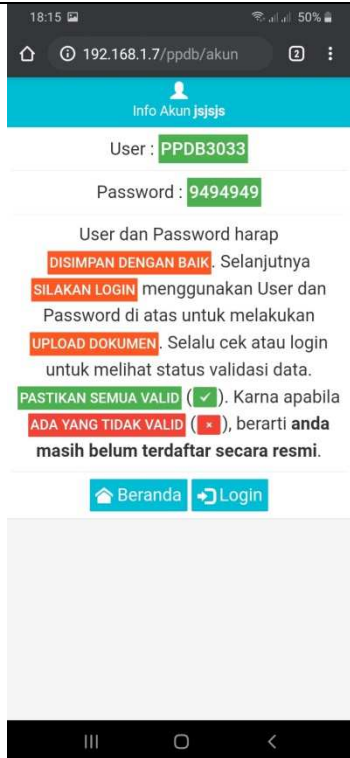 18:15 50%
192.168.1.7/ppdb/akun 2
Info Akun jsjsjs
User : PPDB3033
Password : 9494949
User dan Password harap
DISIMPAN DENGAN BAIK. Selanjutnya
SILAKAN LOGIN menggunakan User dan
Password di atas untuk melakukan
UPLOAD DOKUMEN. Selalu cek atau login
untuk melihat status validasi data.
PASTIKAN SEMUA VALID (✓). Karna apabila
ADA YANG TIDAK VALID (×), berarti anda
masih belum terdaftar secara resmi.
Beranda Login